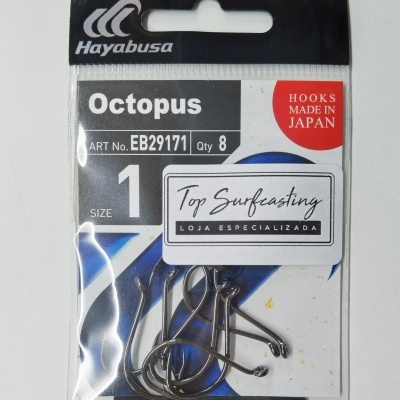 Hayabusa
Octopus
HOOKS
MADE IN
JAPAN
ART No. EB29171 Qty 8
SIZE 1
Top Surfcasting
LOJA ESPECIALIZADA